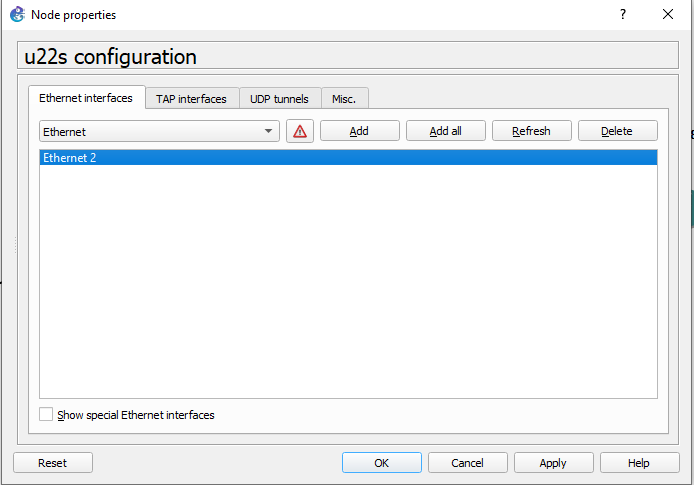 Node properties
?
u22s configuration
Ethernet interfaces TAP interfaces UDP tunnels Misc.
Ethernet Add Add all Refresh Delete
Ethernet 2
Show special Ethernet interfaces
Reset OK Cancel Apply Help